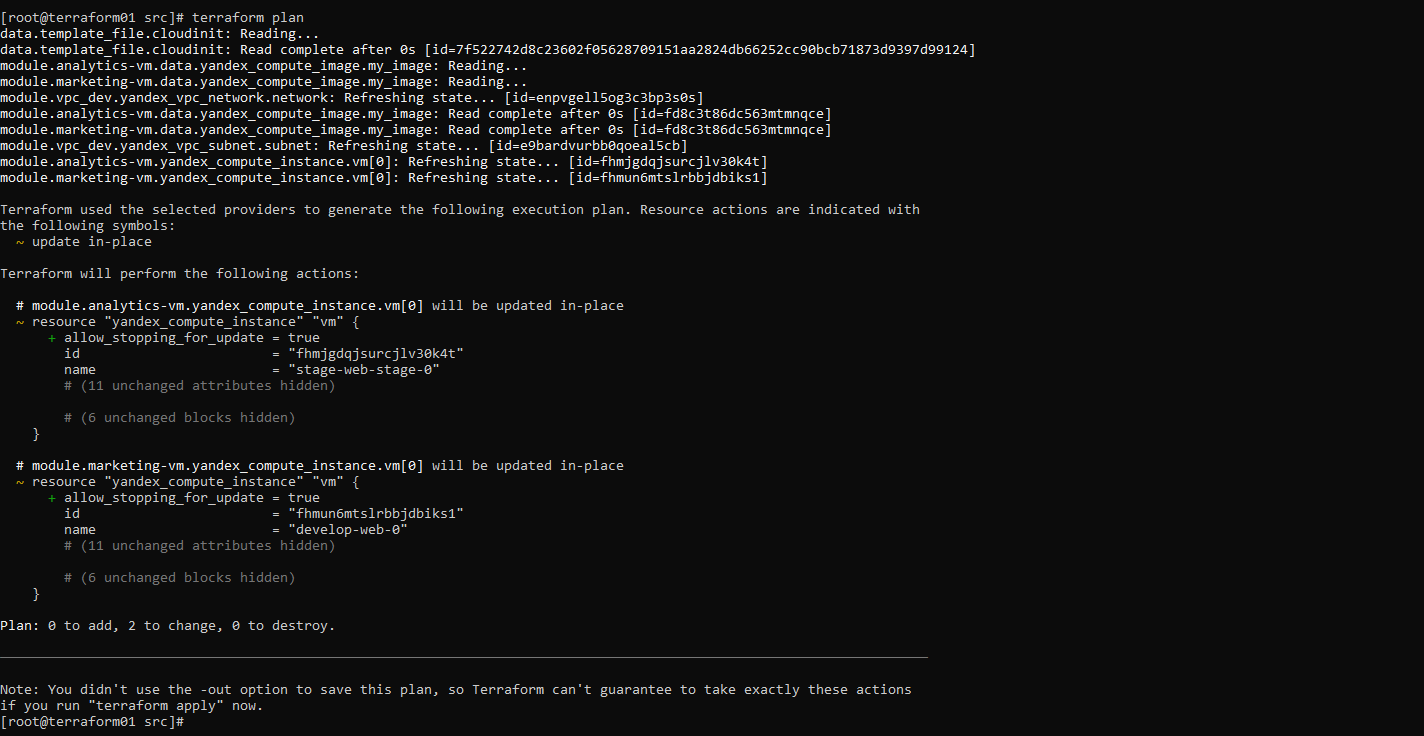 [root@terraform01 src]# terraform plan
data.template_file.cloudinit: Reading...
data.template_file.cloudinit: Read complete after 0s [id=7f522742d8c23602f05628709151aa2824db66252cc90bcb71873d9397d99124]
module.analytics-vm.data.yandex_compute_image.my_image: Reading...
module.marketing-vm.data.yandex_compute_image.my_image: Reading...
module.vpc_dev.yandex_vpc_network.network: Refreshing state... [id=enpvgell5og3c3bp3s0s]
module.analytics-vm.data.yandex_compute_image.my_image: Read complete after 0s [id=fd8c3t86dc563mtmnqce]
module.marketing-vm.data.yandex_compute_image.my_image: Read complete after 0s [id=fd8c3t86dc563mtmnqce]
module.vpc_dev.yandex_vpc_subnet.subnet: Refreshing state... [id=e9bardvurbb0qoeal5cb]
module.analytics-vm.yandex_compute_instance.vm[0]: Refreshing state... [id=fhmjgdqjsurcjlv30k4t]
module.marketing-vm.yandex_compute_instance.vm[0]: Refreshing state... [id=fhmun6mtslrbbjdbiks1]

Terraform used the selected providers to generate the following execution plan. Resource actions are indicated with
the following symbols:
  ~ update in-place

Terraform will perform the following actions:

  # module.analytics-vm.yandex_compute_instance.vm[0] will be updated in-place
  ~ resource "yandex_compute_instance" "vm" {
      + allow_stopping_for_update = true
        id                        = "fhmjgdqjsurcjlv30k4t"
        name                      = "stage-web-stage-0"
        # (11 unchanged attributes hidden)

        # (6 unchanged blocks hidden)
    }

  # module.marketing-vm.yandex_compute_instance.vm[0] will be updated in-place
  ~ resource "yandex_compute_instance" "vm" {
      + allow_stopping_for_update = true
        id                        = "fhmun6mtslrbbjdbiks1"
        name                      = "develop-web-0"
        # (11 unchanged attributes hidden)

        # (6 unchanged blocks hidden)
    }

Plan: 0 to add, 2 to change, 0 to destroy.

Note: You didn't use the -out option to save this plan, so Terraform can't guarantee to take exactly these actions
if you run "terraform apply" now.
[root@terraform01 src]#